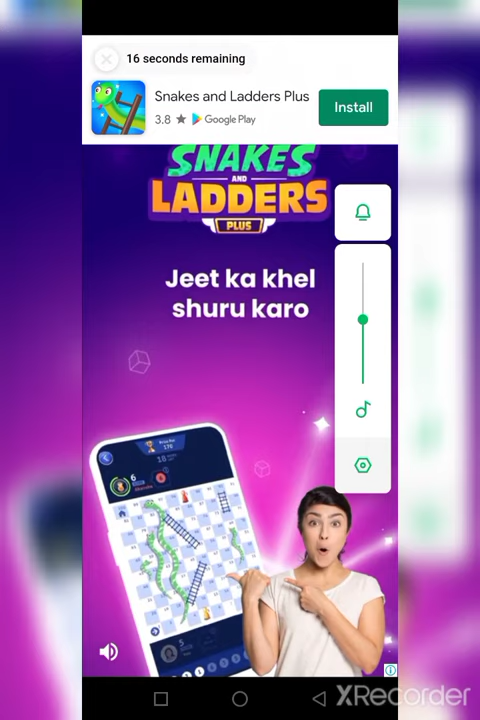 16 seconds remaining
Snakes and Ladders Plus
Install
3.8 ★ Google Play
SNAKES
AND
LADDERS
PLUS
Jeet ka khel
shuru karo
XRecorder